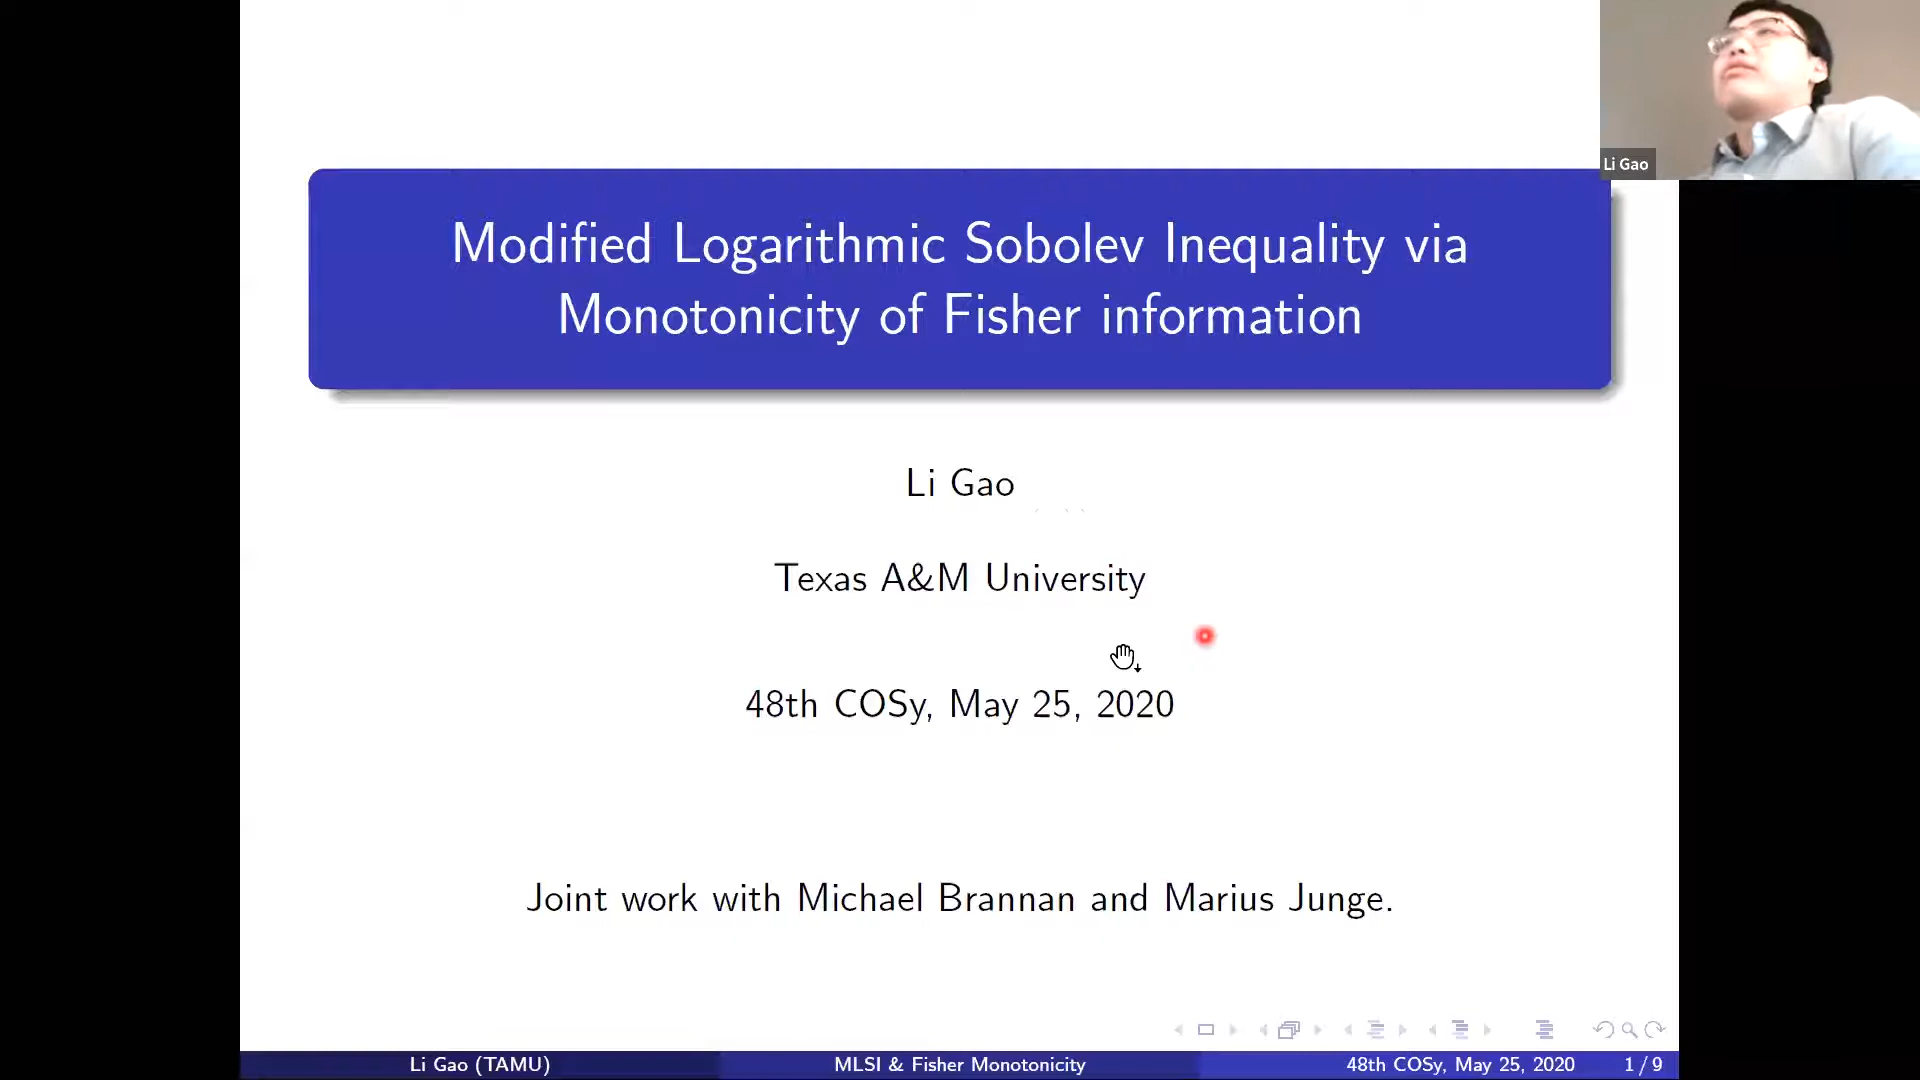 Li Gao
Modified Logarithmic Sobolev Inequality via
Monotonicity of Fisher information
Li Gao
Texas A&M University
48th COSy, May 25, 2020
Joint work with Michael Brannan and Marius Junge.
Li Gao (TAMU)
MLSI & Fisher Monotonicity
48th COSy, May 25, 2020
1 / 9